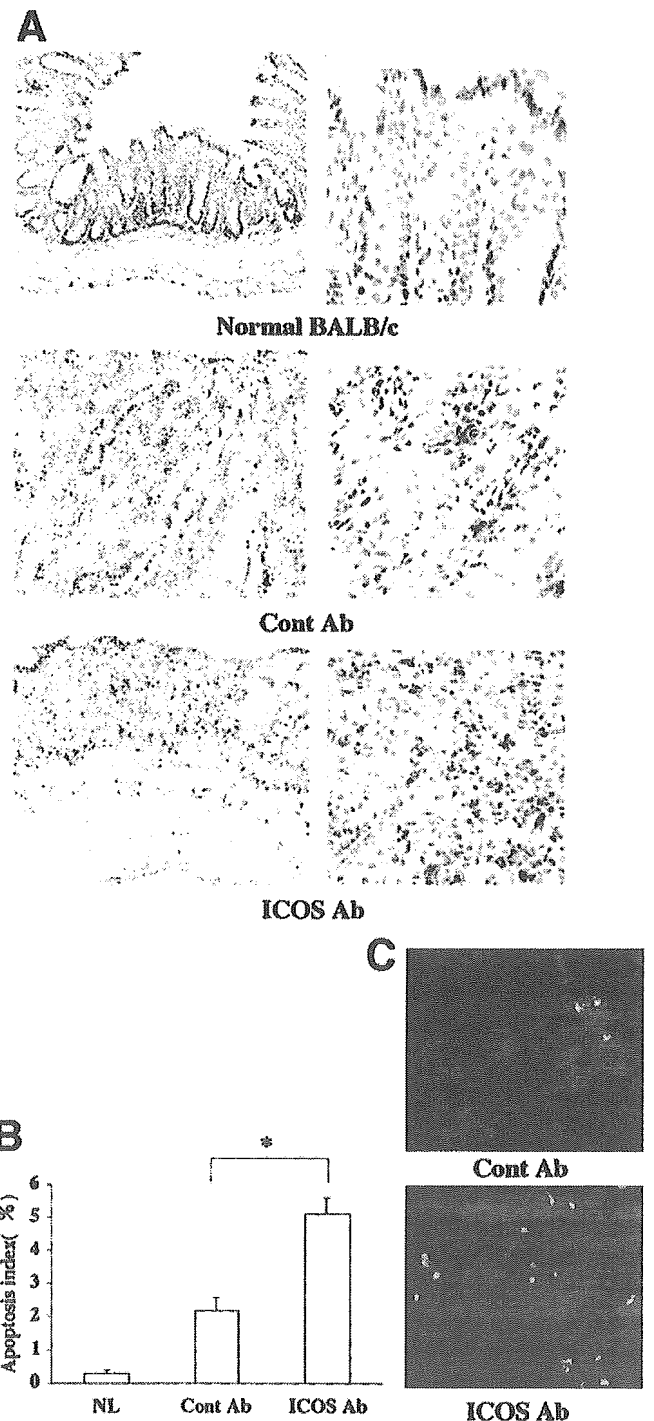 A
Normal BALB/c
Cont Ab
ICOS Ab
C
Cont Ab
ICOS Ab
B
*
Apoptosis index( %)
6
5
4
3
2
1
0
NL
Cont Ab
ICOS Ab